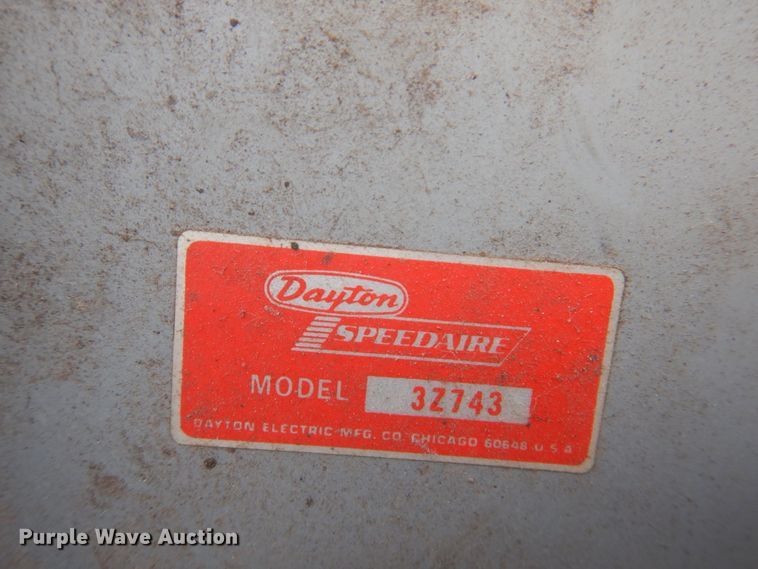 Dayton
SPEEDAIRE
MODEL 3Z743
DAYTON ELECTRIC MFG. CO. CHICAGO 60648 U S A
Purple Wave Auction